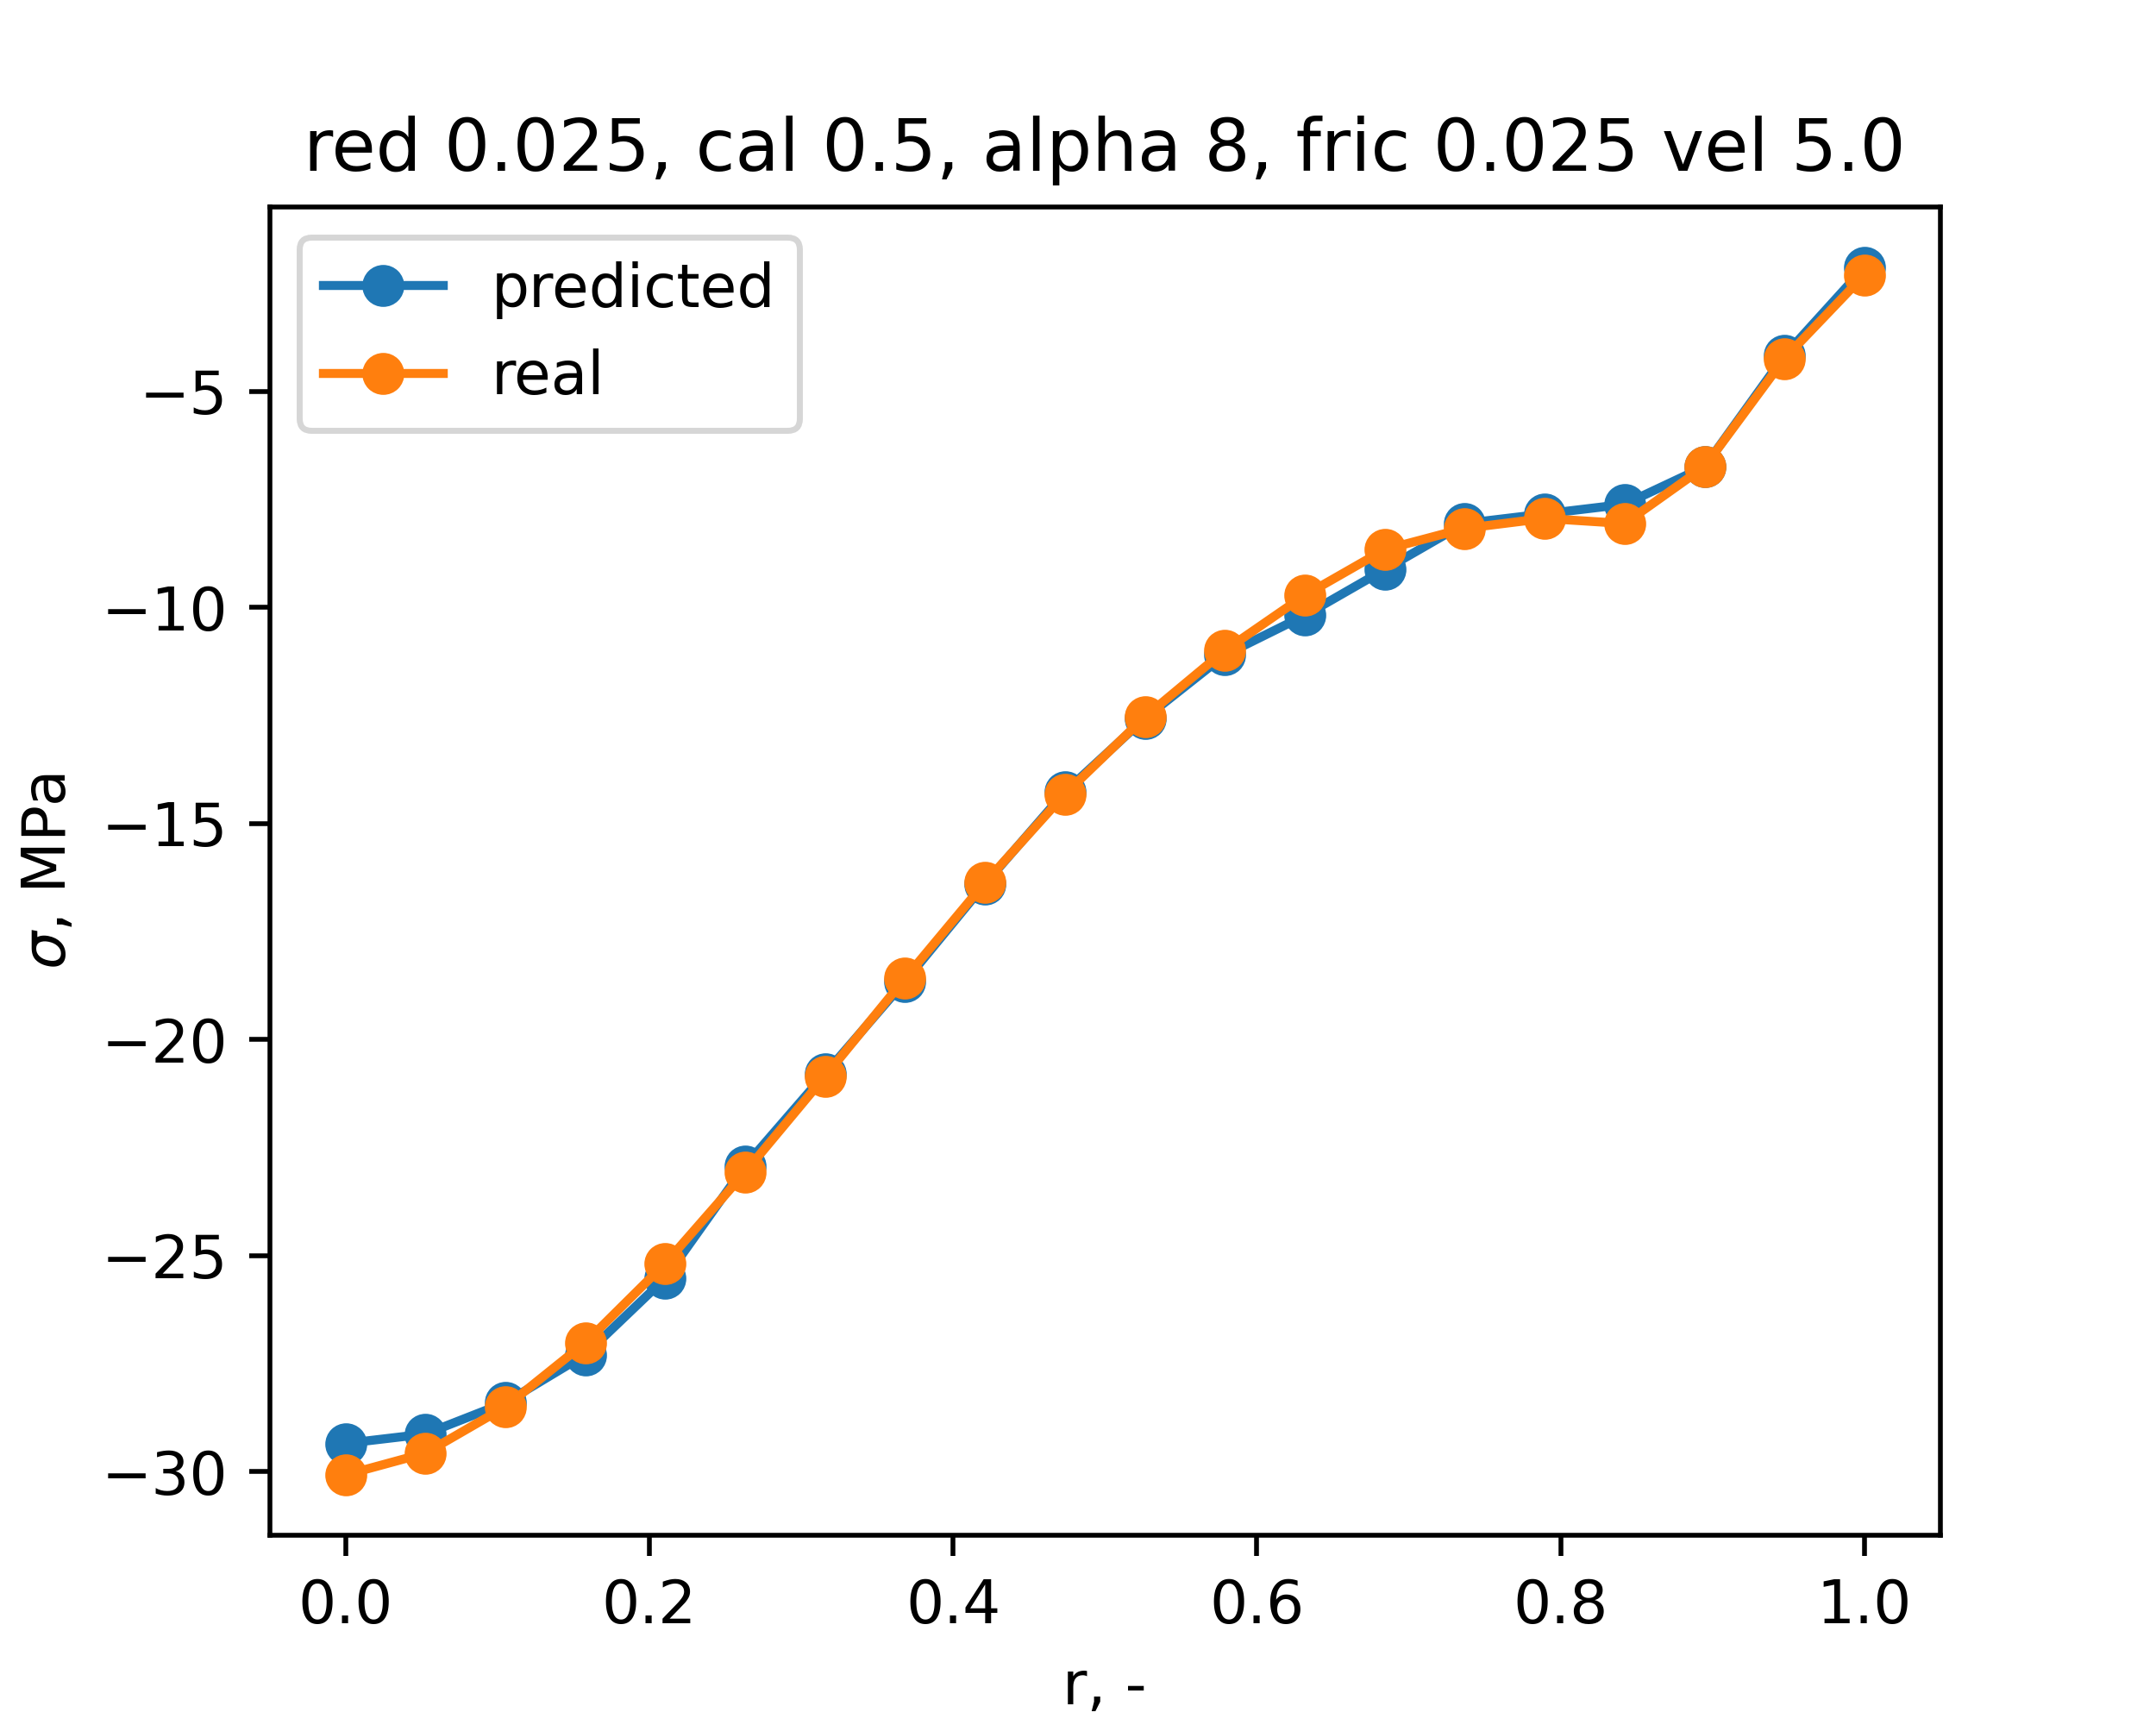 red 0.025, cal 0.5, alpha 8, fric 0.025 vel 5.0
predicted
real
−5
−10
−15
−20
−25
−30
σ, MPa
0.0 0.2 0.4 0.6 0.8 1.0
r, -